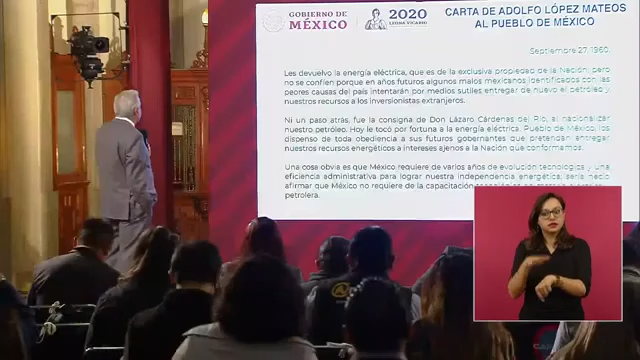 GOBIERNO DE
MÉXICO
2020
LEONA VICARIO
CARTA DE ADOLFO LÓPEZ MATEOS
AL PUEBLO DE MÉXICO
Septiembre 27, 1960.
Les devuelvo la energía eléctrica, que es de la exclusiva propiedad de la Nación, pero
no se confíen porque en años futuros algunos malos mexicanos identificados con las
peores causas del país intentarán por medios sutiles entregar de nuevo el petróleo y
nuestros recursos a los inversionistas extranjeros.
Ni un paso atrás, fue la consigna de Don Lázaro Cárdenas del Río, al nacionalizar
nuestro petróleo. Hoy le tocó por fortuna a la energía eléctrica. Pueblo de México, los
dispenso de toda obediencia a sus futuros gobernantes que pretendan entregar
nuestros recursos energéticos a intereses ajenos a la Nación que conformamos.
Una cosa obvia es que México requiere de varios años de evolución tecnológica y una
eficiencia administrativa para lograr nuestra independencia energética; sería necio
afirmar que México no requiere de la capacitación
petrolera.